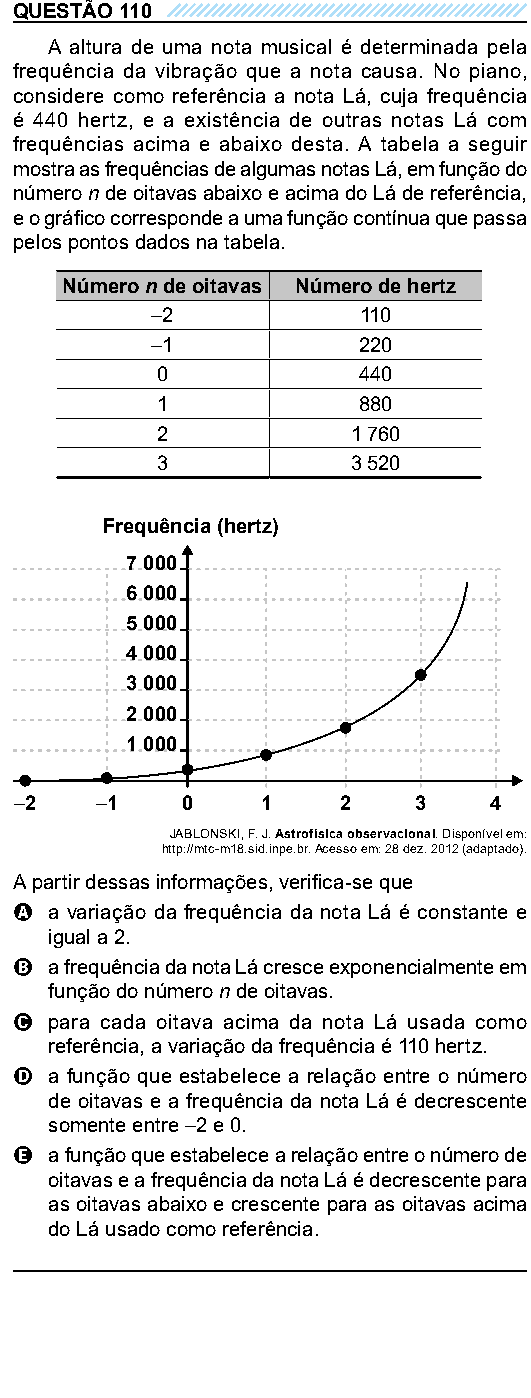 QUESTÃO 110
A altura de uma nota musical é determinada pela
frequência da vibração que a nota causa. No piano,
considere como referência a nota Lá, cuja frequência
é 440 hertz, e a existência de outras notas Lá com
frequências acima e abaixo desta. A tabela a seguir
mostra as frequências de algumas notas Lá, em função do
número n de oitavas abaixo e acima do Lá de referência,
e o gráfico corresponde a uma função contínua que passa
pelos pontos dados na tabela.
Número n de oitavas Número de hertz
–2 110
–1 220
0 440
1 880
2 1 760
3 3 520
Frequência (hertz)
7 000
6 000
5 000
4 000
3 000
2 000
1 000
–2 –1 0 1 2 3 4
JABLONSKI, F. J. Astrofísica observacional. Disponível em:
http://mtc-m18.sid.inpe.br. Acesso em: 28 dez. 2012 (adaptado).
A partir dessas informações, verifica-se que
A a variação da frequência da nota Lá é constante e
igual a 2.
B a frequência da nota Lá cresce exponencialmente em
função do número n de oitavas.
C para cada oitava acima da nota Lá usada como
referência, a variação da frequência é 110 hertz.
D a função que estabelece a relação entre o número
de oitavas e a frequência da nota Lá é decrescente
somente entre –2 e 0.
E a função que estabelece a relação entre o número de
oitavas e a frequência da nota Lá é decrescente para
as oitavas abaixo e crescente para as oitavas acima
do Lá usado como referência.